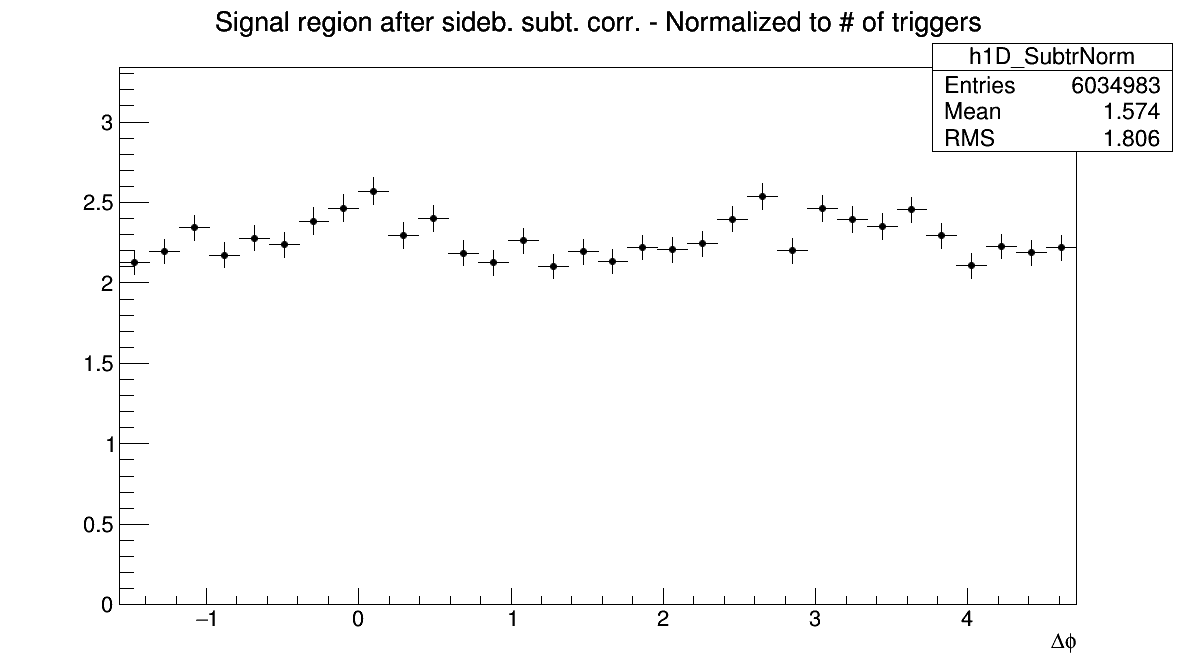 Signal region after sideb. subt. corr. - Normalized to # of triggers
h1D_SubtrNorm
Entries 6034983
Mean 1.574
RMS 1.806
3
2.5
2
1.5
1
0.5
0
−1 0 1 2 3 4
Δϕ